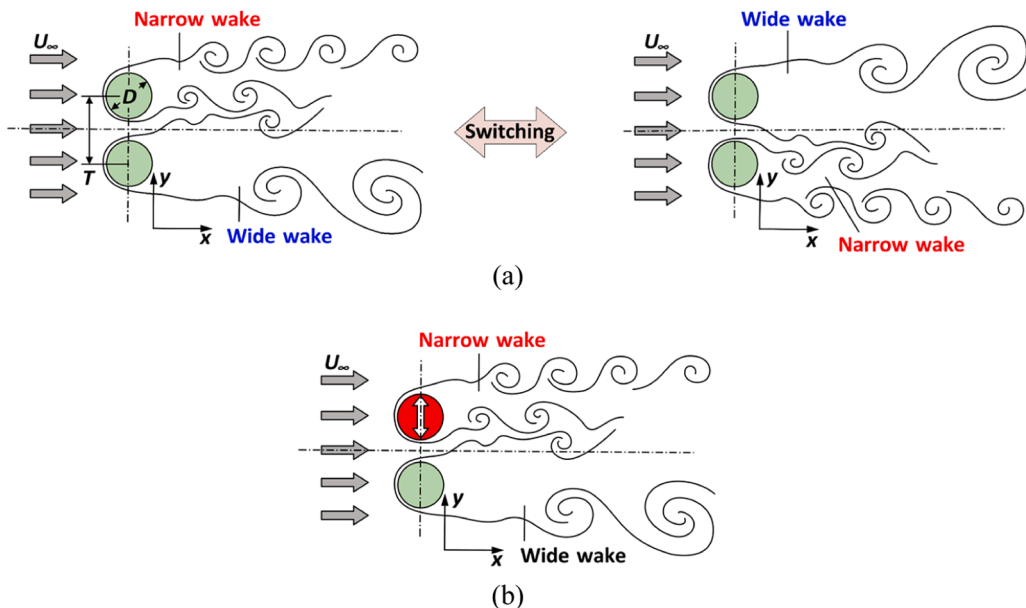 Narrow wake
U∞
D
T
y
x
Wide wake
Switching
Wide wake
U∞
y
x
Narrow wake
(a)
Narrow wake
U∞
y
x
Wide wake
(b)